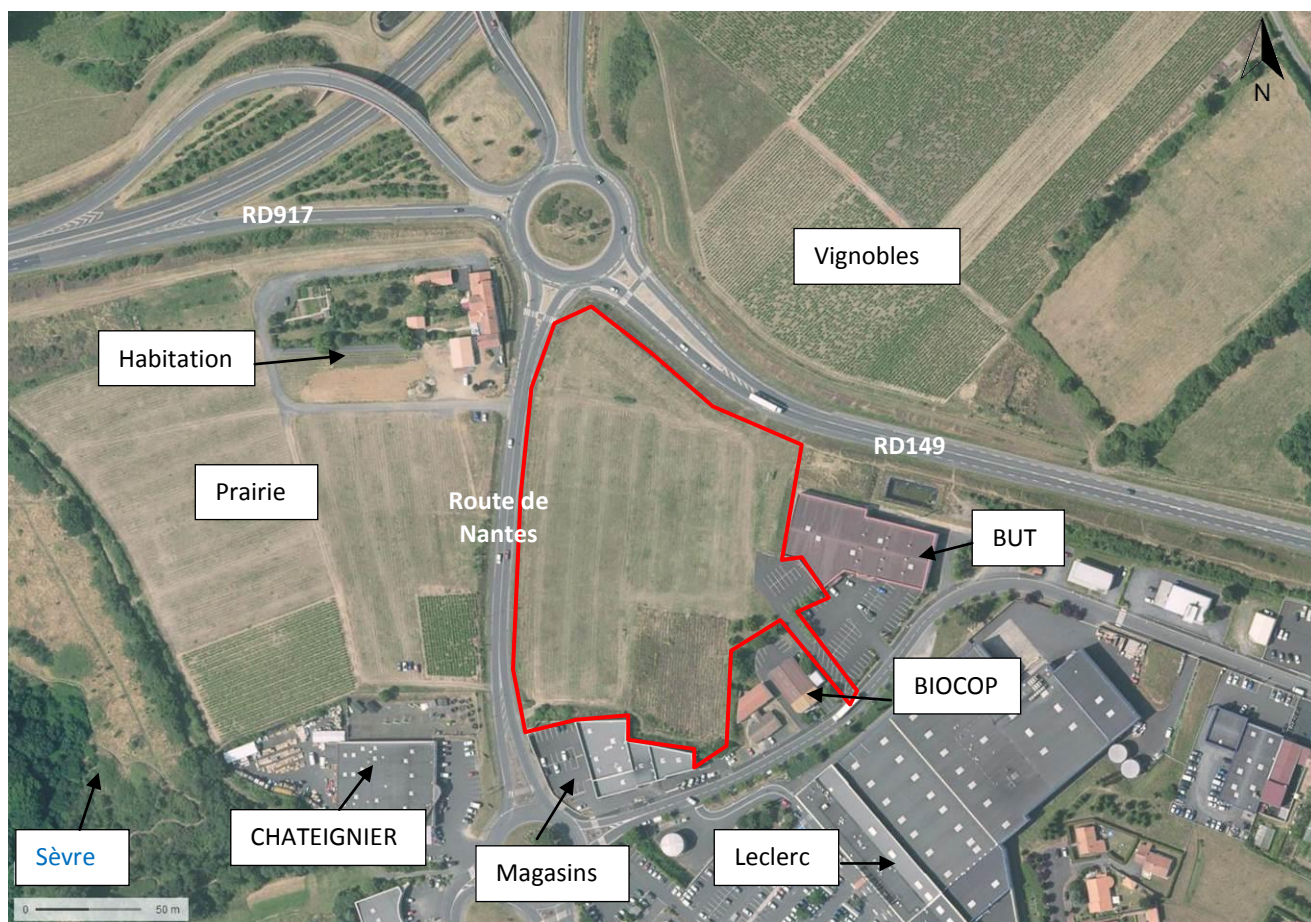 N
RD917
Vignobles
Habitation
RD149
Prairie
Route de
Nantes
BUT
BIOCOP
CHATEIGNIER
Sèvre
Magasins
Leclerc
0 50 m